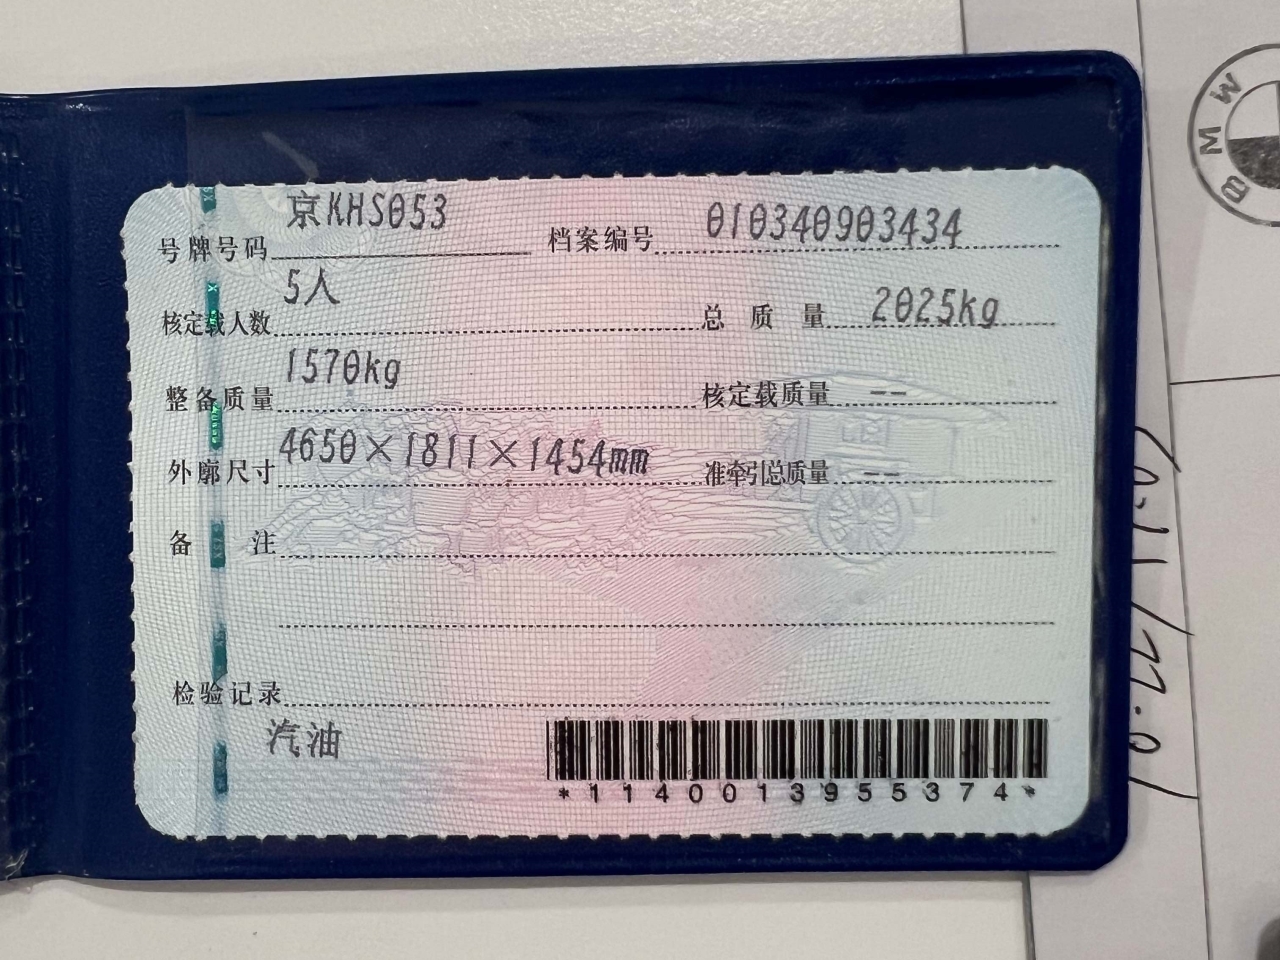 号牌号码 京KHS053 档案编号 010340903434
核定载人数 5人 总质量 2025kg
整备质量 1570kg 核定载质量 --
外廓尺寸 4650×1811×1454mm 准牵引总质量 --
备注
检验记录
汽油
*1140013955374*
BMW